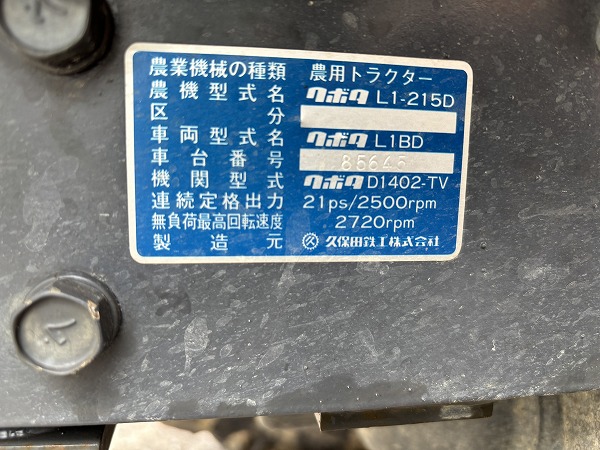 農業機械の種類 農用トラクター
農機型式名 クボタ L1-215D
区分
車両型式名 クボタ L1BD
車台番号 85645
機関型式 クボタ D1402-TV
連続定格出力 21ps/2500rpm
無負荷最高回転速度 2720rpm
製造元 久保田鉄工株式会社